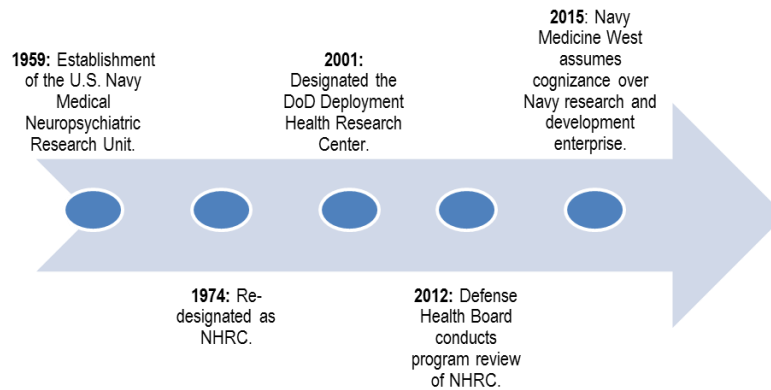 1959: Establishment
of the U.S. Navy
Medical
Neuropsychiatric
Research Unit.
1974: Re-
designated as
NHRC.
2001:
Designated the
DoD Deployment
Health Research
Center.
2012: Defense
Health Board
conducts
program review
of NHRC.
2015: Navy
Medicine West
assumes
cognizance over
Navy research and
development
enterprise.